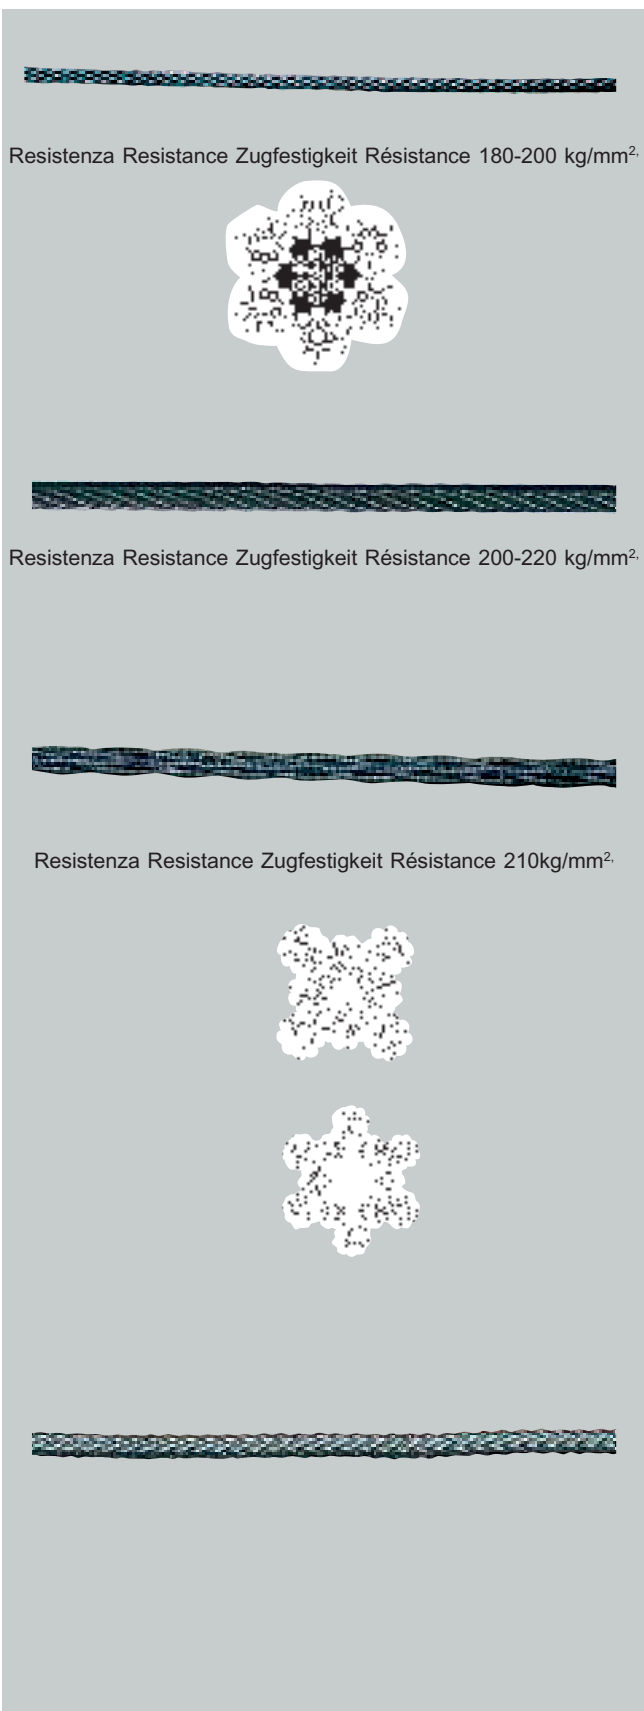 Resistenza Resistance Zugfestigkeit Résistance 180-200 kg/mm²,
Resistenza Resistance Zugfestigkeit Résistance 200-220 kg/mm²,
Resistenza Resistance Zugfestigkeit Résistance 210kg/mm²,